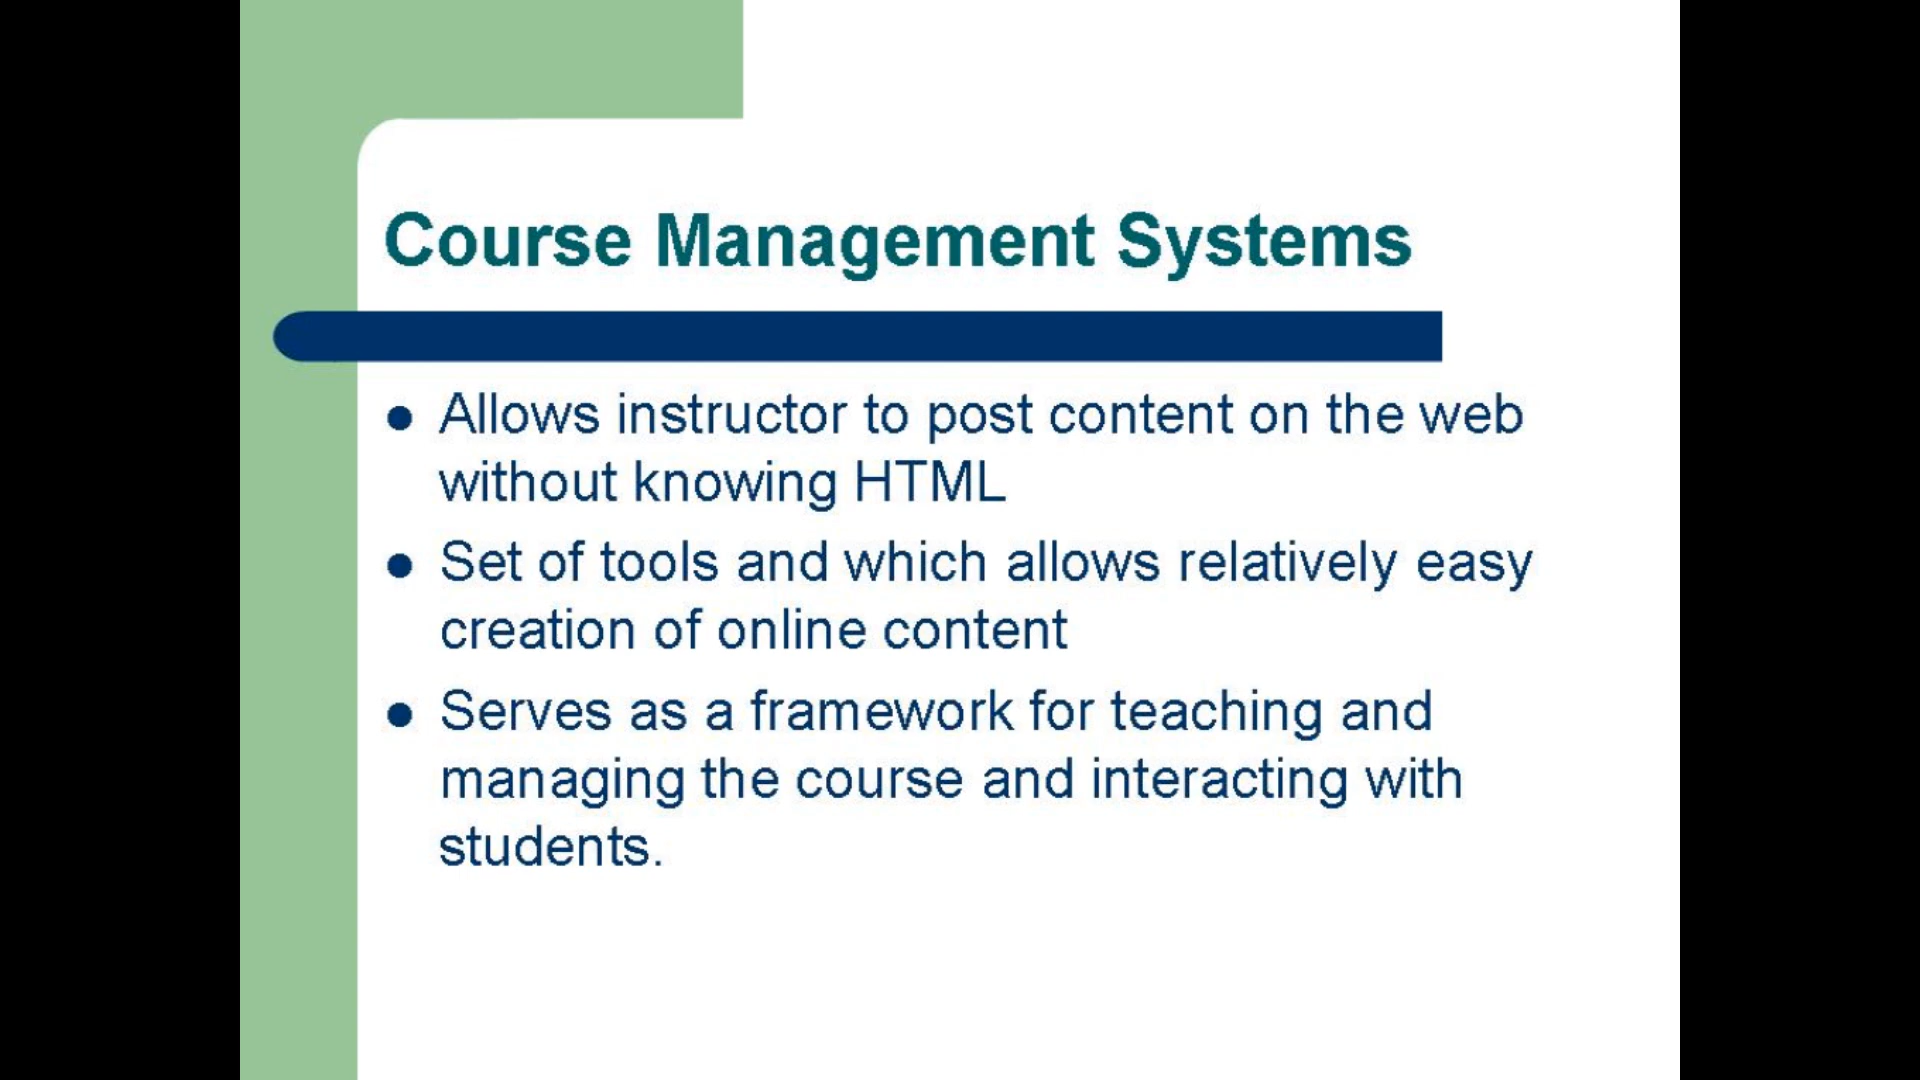 Course Management Systems
Allows instructor to post content on the web
without knowing HTML
Set of tools and which allows relatively easy
creation of online content
Serves as a framework for teaching and
managing the course and interacting with
students.